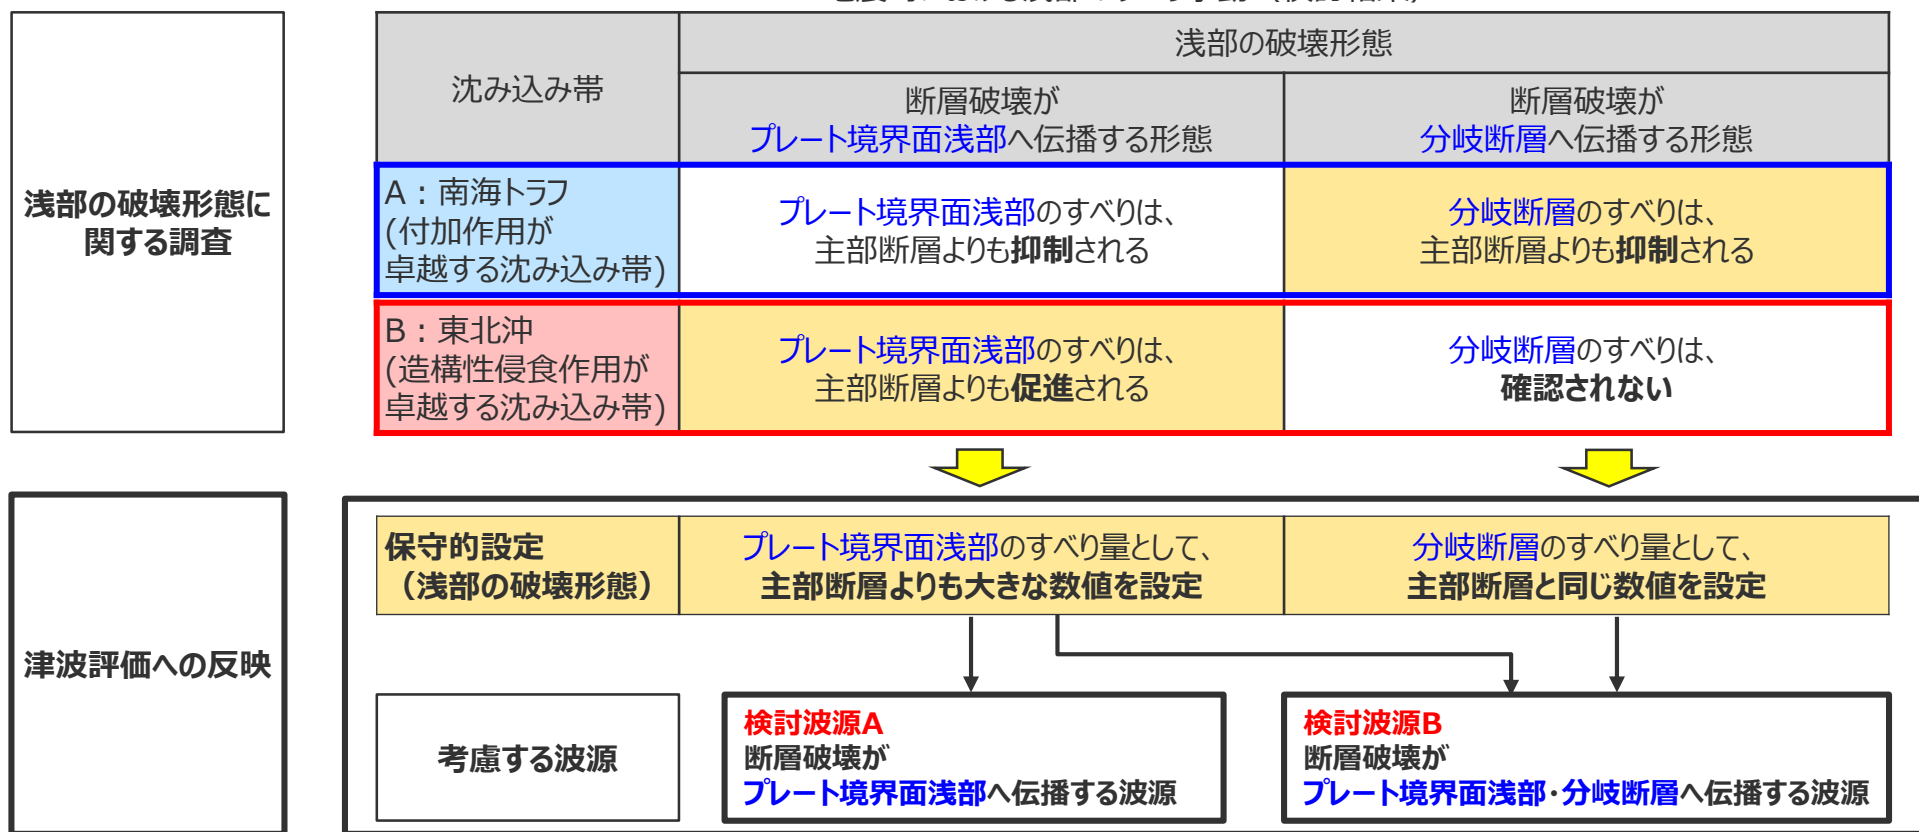 浅部の破壊形態に
関する調査
沈み込み帯
浅部の破壊形態
断層破壊が
プレート境界面浅部へ伝播する形態
断層破壊が
分岐断層へ伝播する形態
A：南海トラフ
(付加作用が
卓越する沈み込み帯)
プレート境界面浅部のすべりは、
主部断層よりも抑制される
分岐断層のすべりは、
主部断層よりも抑制される
B：東北沖
(造構性侵食作用が
卓越する沈み込み帯)
プレート境界面浅部のすべりは、
主部断層よりも促進される
分岐断層のすべりは、
確認されない
津波評価への反映
保守的設定
（浅部の破壊形態）
プレート境界面浅部のすべり量として、
主部断層よりも大きな数値を設定
分岐断層のすべり量として、
主部断層と同じ数値を設定
考慮する波源
検討波源A
断層破壊が
プレート境界面浅部へ伝播する波源
検討波源B
断層破壊が
プレート境界面浅部・分岐断層へ伝播する波源